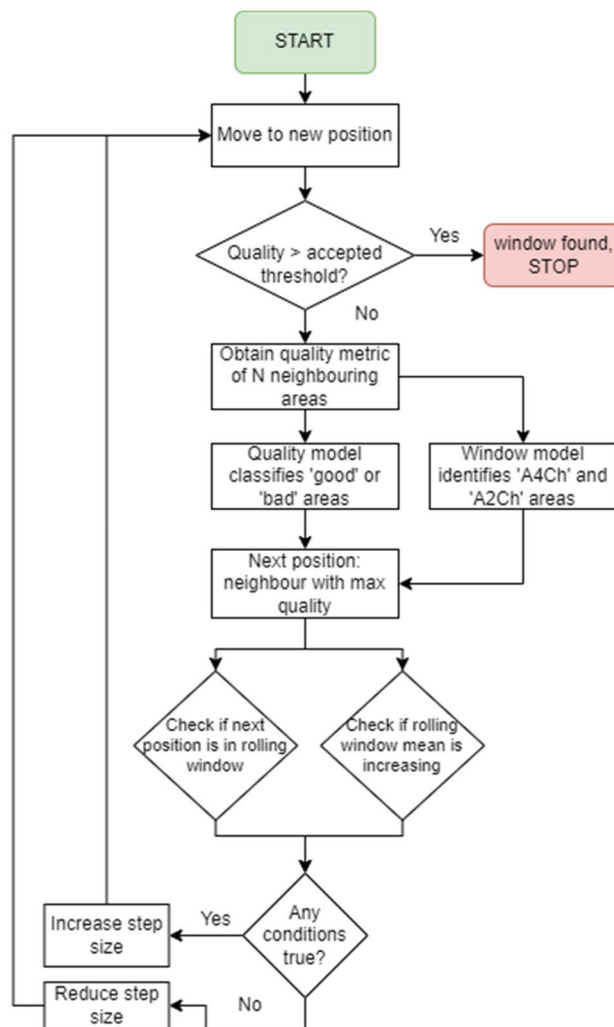 START
Move to new position
Quality > accepted
threshold?
Yes
window found,
STOP
No
Obtain quality metric
of N neighbouring
areas
Quality model
classifies 'good' or
'bad' areas
Window model
identifies 'A4Ch' and
'A2Ch' areas
Next position:
neighbour with max
quality
Check if next
position is in rolling
window
Check if rolling
window mean is
increasing
Any
conditions
true?
Yes
Increase step
size
No
Reduce step
size